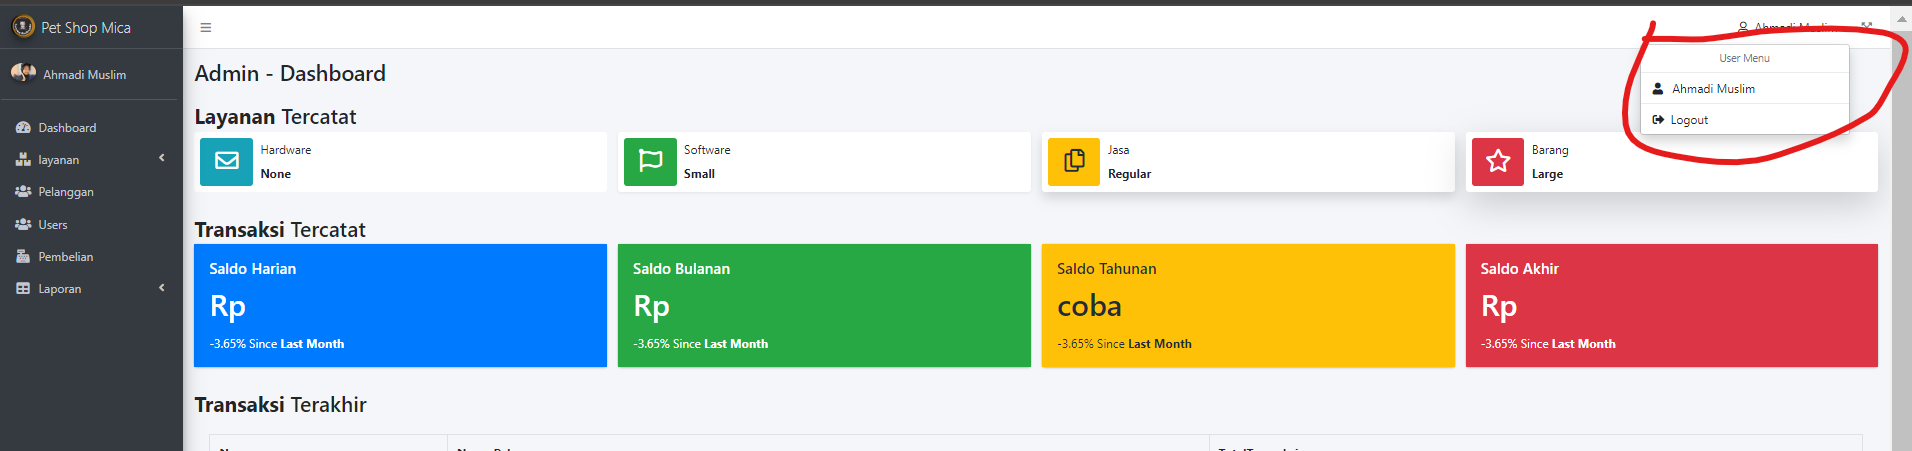 Pet Shop Mica
Ahmadi Muslim
Ahmadi Muslim
Dashboard
layanan
Pelanggan
Users
Pembelian
Laporan
User Menu
Ahmadi Muslim
Logout
Admin - Dashboard
Layanan Tercatat
Hardware
None
Software
Small
Jasa
Regular
Barang
Large
Transaksi Tercatat
Saldo Harian
Rp
-3.65% Since Last Month
Saldo Bulanan
Rp
-3.65% Since Last Month
Saldo Tahunan
coba
-3.65% Since Last Month
Saldo Akhir
Rp
-3.65% Since Last Month
Transaksi Terakhir